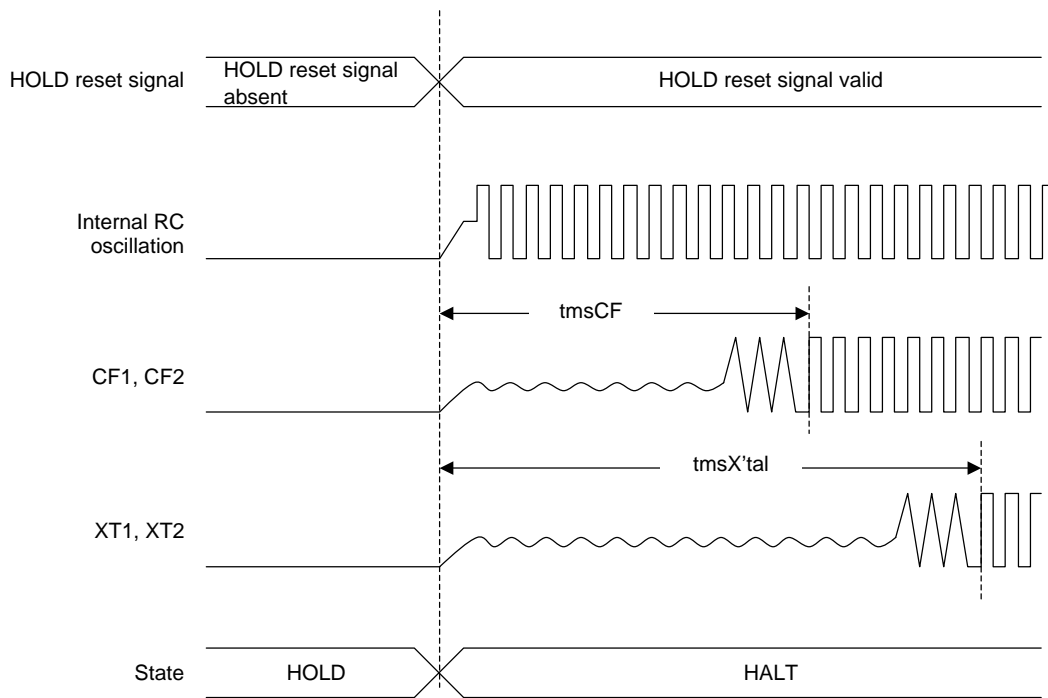 HOLD reset signal
HOLD reset signal
absent
HOLD reset signal valid
Internal RC
oscillation
tmsCF
CF1, CF2
tmsX’tal
XT1, XT2
State
HOLD
HALT